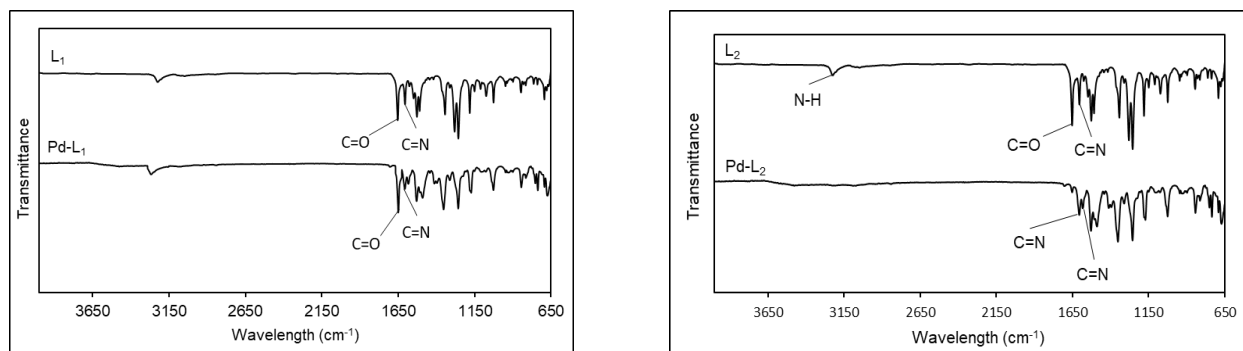 L₁
C=O
C=N
Pd-L₁
C=O
C=N
Transmittance
3650 3150 2650 2150 1650 1150 650
Wavelength (cm⁻¹)
L₂
N-H
C=O
C=N
Pd-L₂
C=N
C=N
Transmittance
3650 3150 2650 2150 1650 1150 650
Wavelength (cm⁻¹)